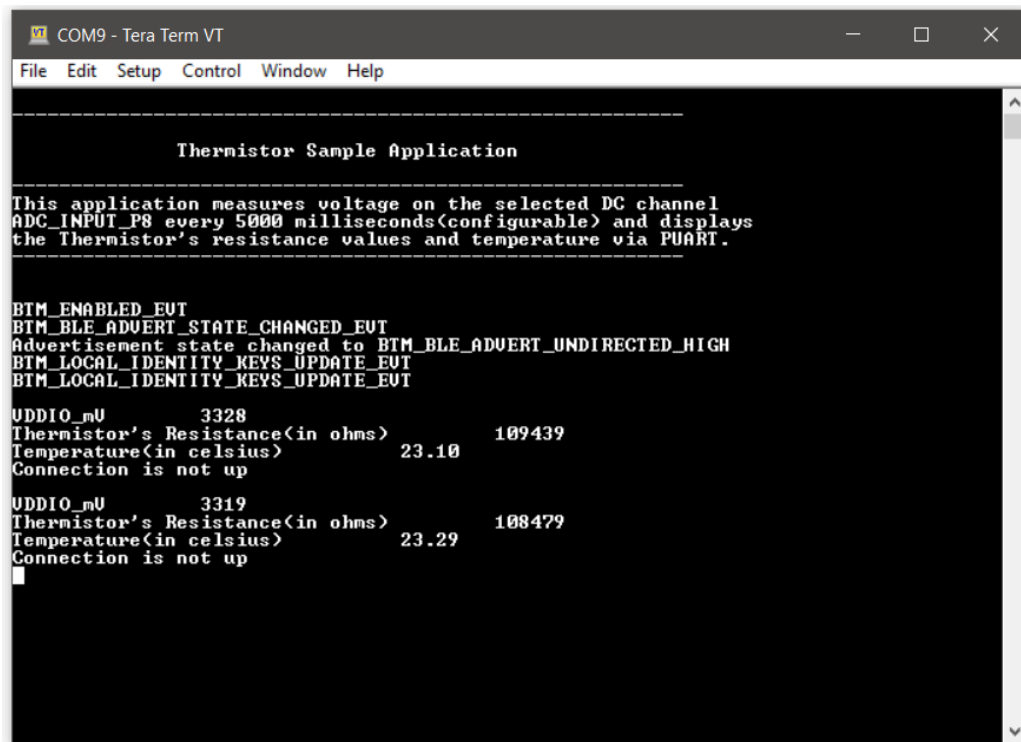 COM9 - Tera Term VT
File Edit Setup Control Window Help
----------------------------------------------------------
Thermistor Sample Application
----------------------------------------------------------
This application measures voltage on the selected DC channel
ADC_INPUT_P8 every 5000 milliseconds(configurable) and displays
the Thermistor's resistance values and temperature via PUART.
----------------------------------------------------------
BTM_ENABLED_EVT
BTM_BLE_ADVERT_STATE_CHANGED_EVT
Advertisement state changed to BTM_BLE_ADVERT_UNDIRECTED_HIGH
BTM_LOCAL_IDENTITY_KEYS_UPDATE_EVT
BTM_LOCAL_IDENTITY_KEYS_UPDATE_EVT
VDDIO_mV 3328
Thermistor's Resistance(in ohms) 109439
Temperature(in celsius) 23.10
Connection is not up
VDDIO_mV 3319
Thermistor's Resistance(in ohms) 108479
Temperature(in celsius) 23.29
Connection is not up